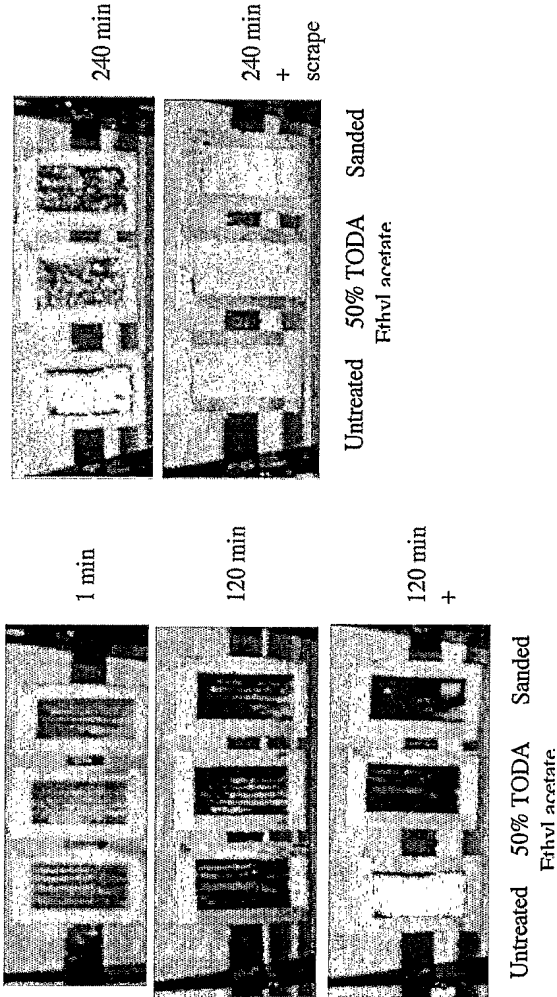 1 min
120 min
120 min
+
Untreated 50% TODA Sanded
Ethyl acetate
240 min
240 min
+
scrape
Untreated 50% TODA Sanded
Ethyl acetate